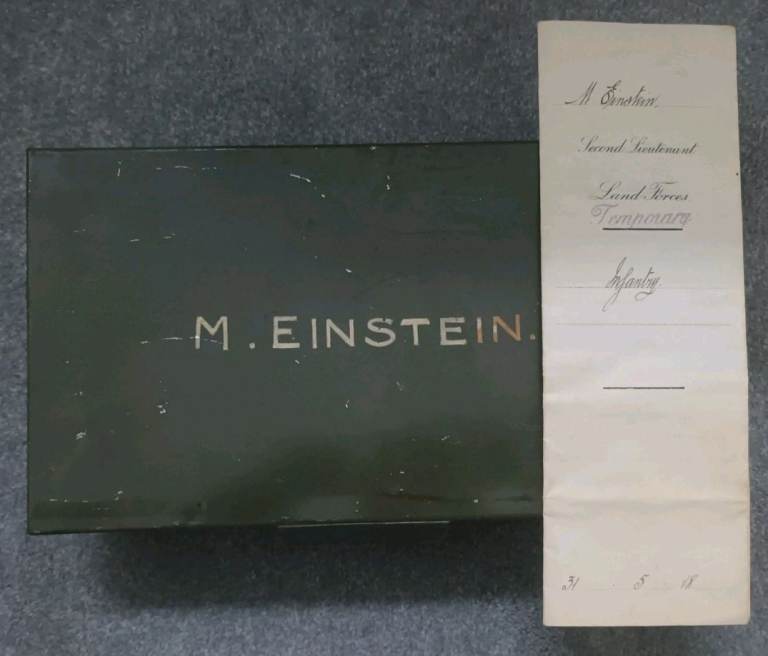 M. EINSTEIN.
M Einstein.
Second Lieutenant
Land Forces
Temporary
Infantry.
31 5 18